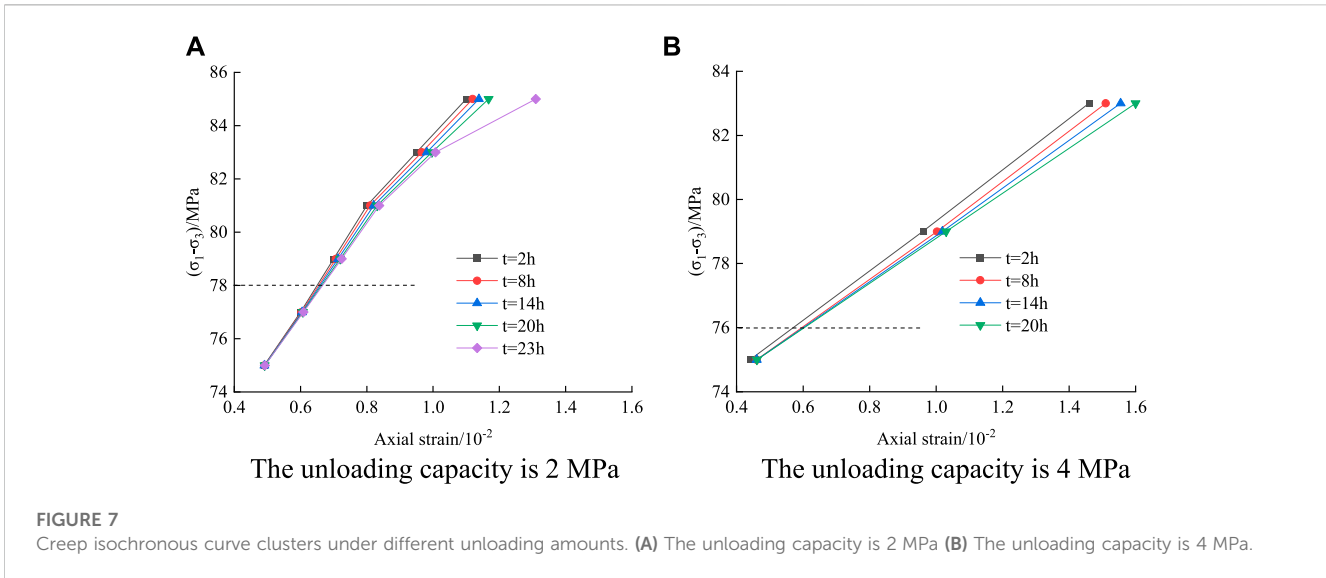 A
B
86
84
82
80
78
76
74
(σ₁-σ₃)/MPa
t=2h
t=8h
t=14h
t=20h
t=23h
0.4 0.6 0.8 1.0 1.2 1.4 1.6
Axial strain/10⁻²
The unloading capacity is 2 MPa
84
82
80
78
76
74
(σ₁-σ₃)/MPa
t=2h
t=8h
t=14h
t=20h
0.4 0.6 0.8 1.0 1.2 1.4 1.6
Axial strain/10⁻²
The unloading capacity is 4 MPa
FIGURE 7
Creep isochronous curve clusters under different unloading amounts. (A) The unloading capacity is 2 MPa (B) The unloading capacity is 4 MPa.